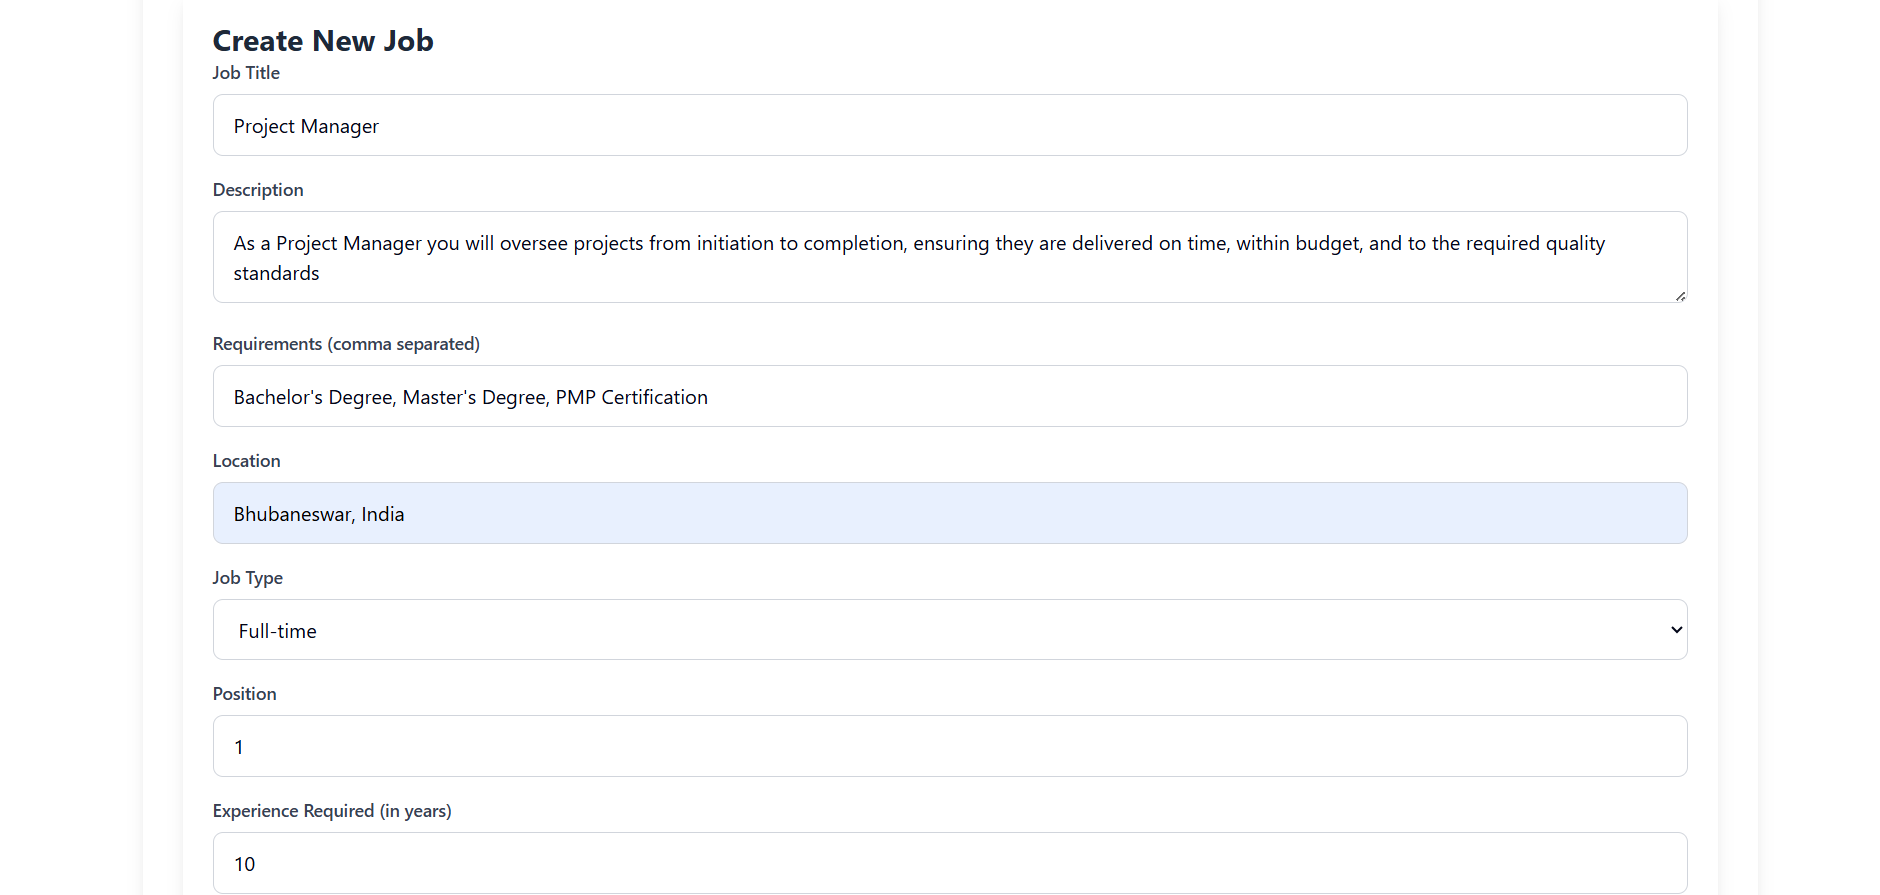 Create New Job
Job Title
Project Manager
Description
As a Project Manager you will oversee projects from initiation to completion, ensuring they are delivered on time, within budget, and to the required quality
standards
Requirements (comma separated)
Bachelor's Degree, Master's Degree, PMP Certification
Location
Bhubaneswar, India
Job Type
Full-time
Position
1
Experience Required (in years)
10